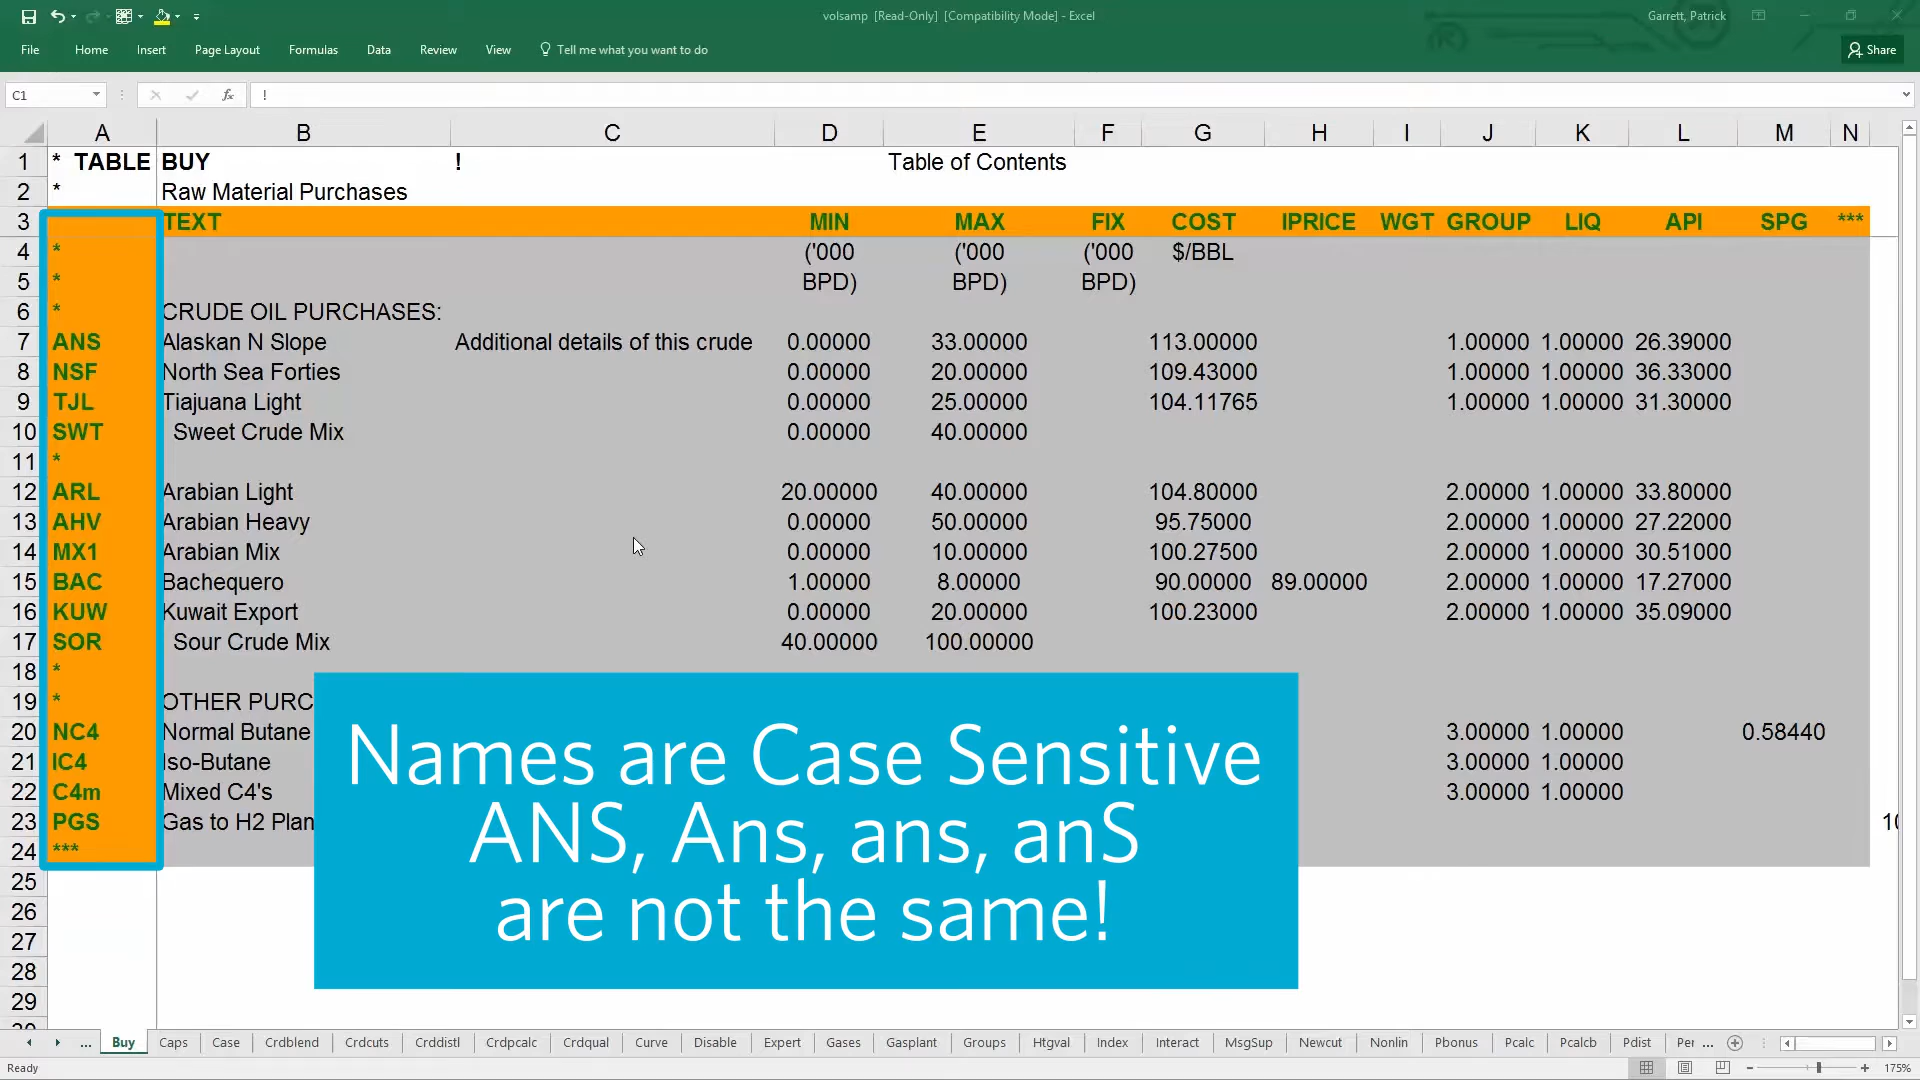 volsamp [Read-Only] [Compatibility Mode] - Excel
Garrett, Patrick
File Home Insert Page Layout Formulas Data Review View Tell me what you want to do
Share
C1 fx !
A B C D E F G H I J K L M N
1 * TABLE BUY ! Table of Contents
2 * Raw Material Purchases
3 TEXT MIN MAX FIX COST IPRICE WGT GROUP LIQ API SPG ***
4 * ('000 ('000 ('000 $/BBL
5 * BPD) BPD) BPD)
6 * CRUDE OIL PURCHASES:
7 ANS Alaskan N Slope Additional details of this crude 0.00000 33.00000 113.00000 1.00000 1.00000 26.39000
8 NSF North Sea Forties 0.00000 20.00000 109.43000 1.00000 1.00000 36.33000
9 TJL Tiajuana Light 0.00000 25.00000 104.11765 1.00000 1.00000 31.30000
10 SWT Sweet Crude Mix 0.00000 40.00000
11 *
12 ARL Arabian Light 20.00000 40.00000 104.80000 2.00000 1.00000 33.80000
13 AHV Arabian Heavy 0.00000 50.00000 95.75000 2.00000 1.00000 27.22000
14 MX1 Arabian Mix 0.00000 10.00000 100.27500 2.00000 1.00000 30.51000
15 BAC Bachequero 1.00000 8.00000 90.00000 89.00000 2.00000 1.00000 17.27000
16 KUW Kuwait Export 0.00000 20.00000 100.23000 2.00000 1.00000 35.09000
17 SOR Sour Crude Mix 40.00000 100.00000
18 *
19 * OTHER PURC
20 NC4 Normal Butane 3.00000 1.00000 0.58440
21 IC4 Iso-Butane 3.00000 1.00000
22 C4m Mixed C4's 3.00000 1.00000
23 PGS Gas to H2 Plan
24 ***
25
26
27
28
29
Names are Case Sensitive
ANS, Ans, ans, anS
are not the same!
... Buy Caps Case Crdblend Crdcuts Crddistl Crdpcalc Crdqual Curve Disable Expert Gases Gasplant Groups Htgval Index Interact MsgSup Newcut Nonlin Pbonus Pcalc Pcalcb Pdist Per ...
Ready
175%